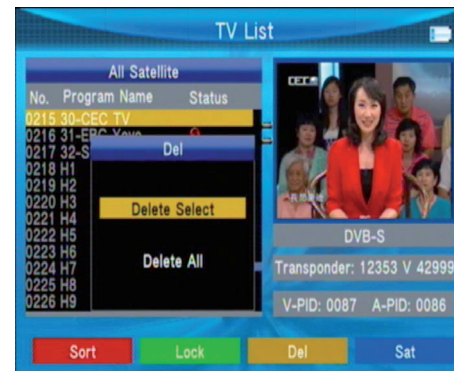 TV List
All Satellite
No. Program Name Status
0215 30-CEC TV
0216 31-EBC Yoyo
0217 32-S
0218 H1
0219 H2
0220 H3
0221 H4
0222 H5
0223 H6
0224 H7
0225 H8
0226 H9
Del
Delete Select
Delete All
DVB-S
Transponder: 12353 V 42999
V-PID: 0087 A-PID: 0086
Sort
Lock
Del
Sat